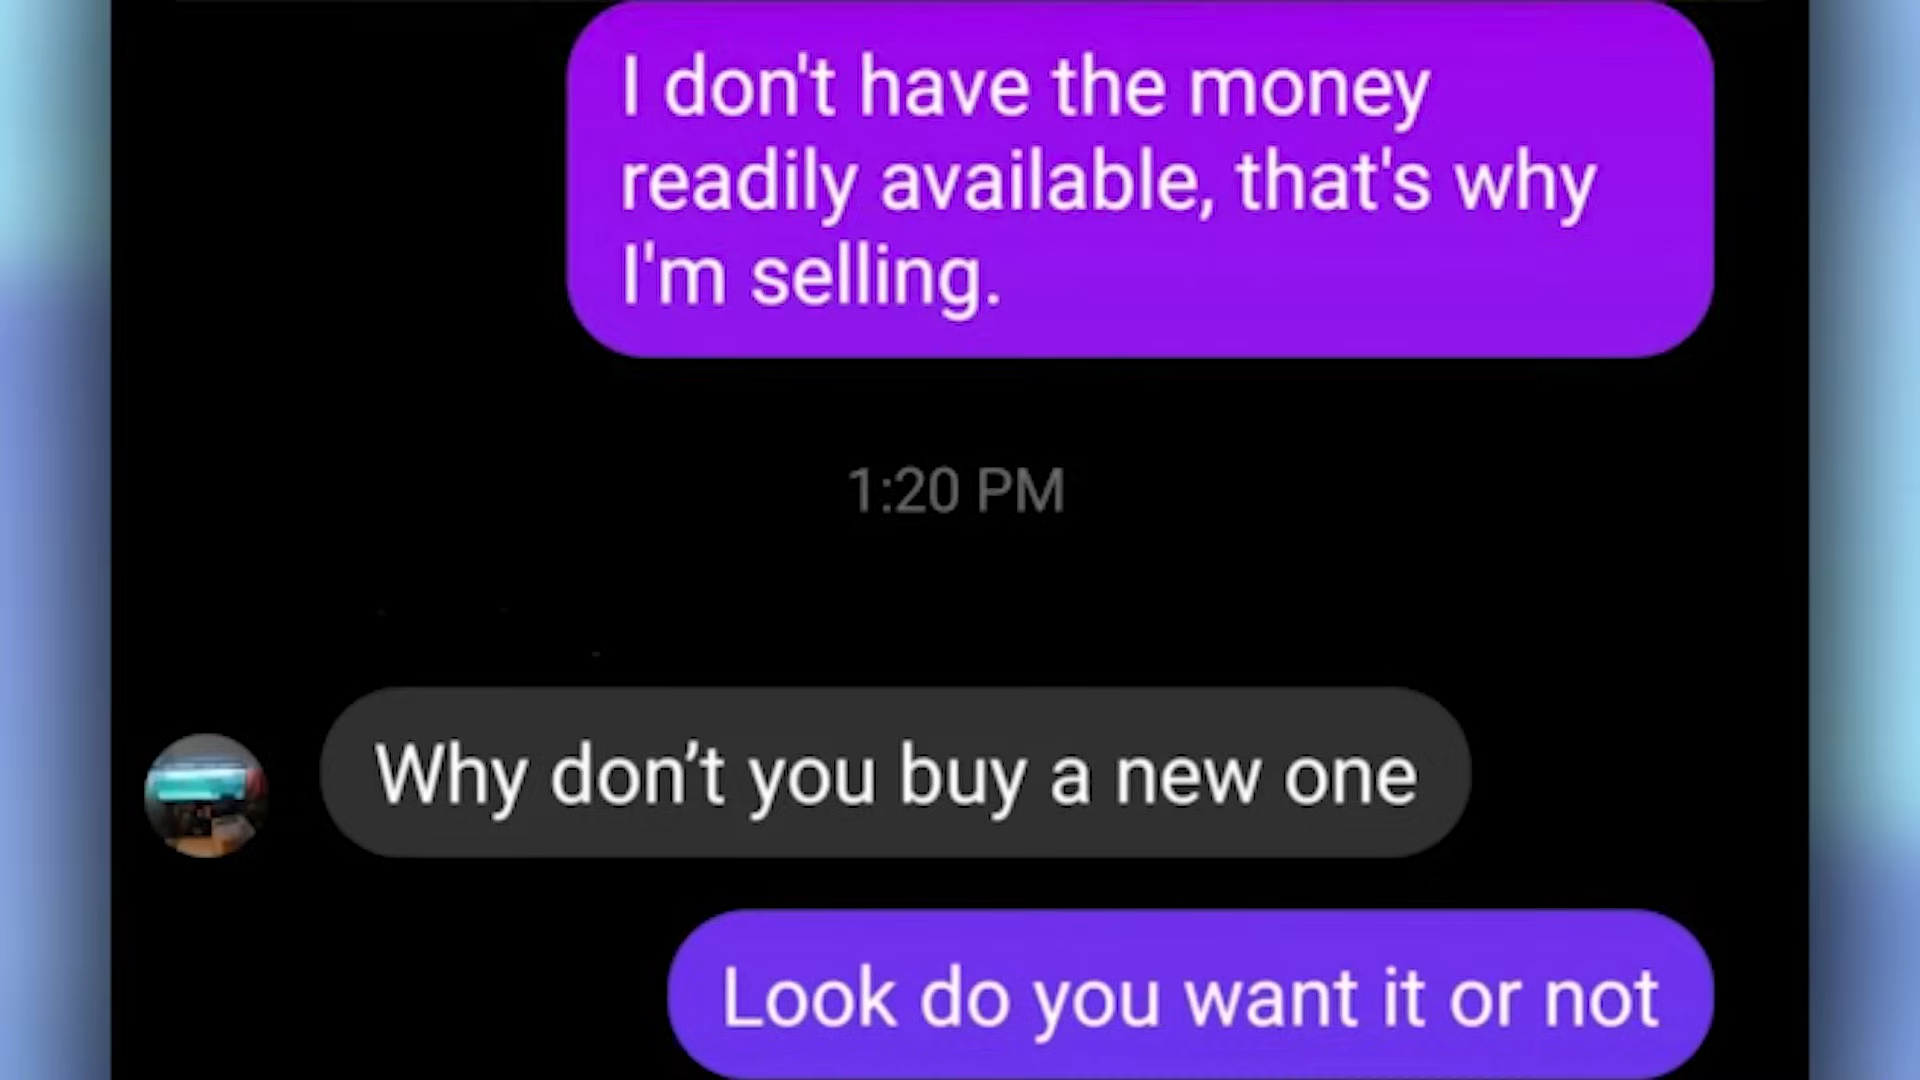 I don't have the money
readily available, that's why
I'm selling.
1:20 PM
Why don’t you buy a new one
Look do you want it or not